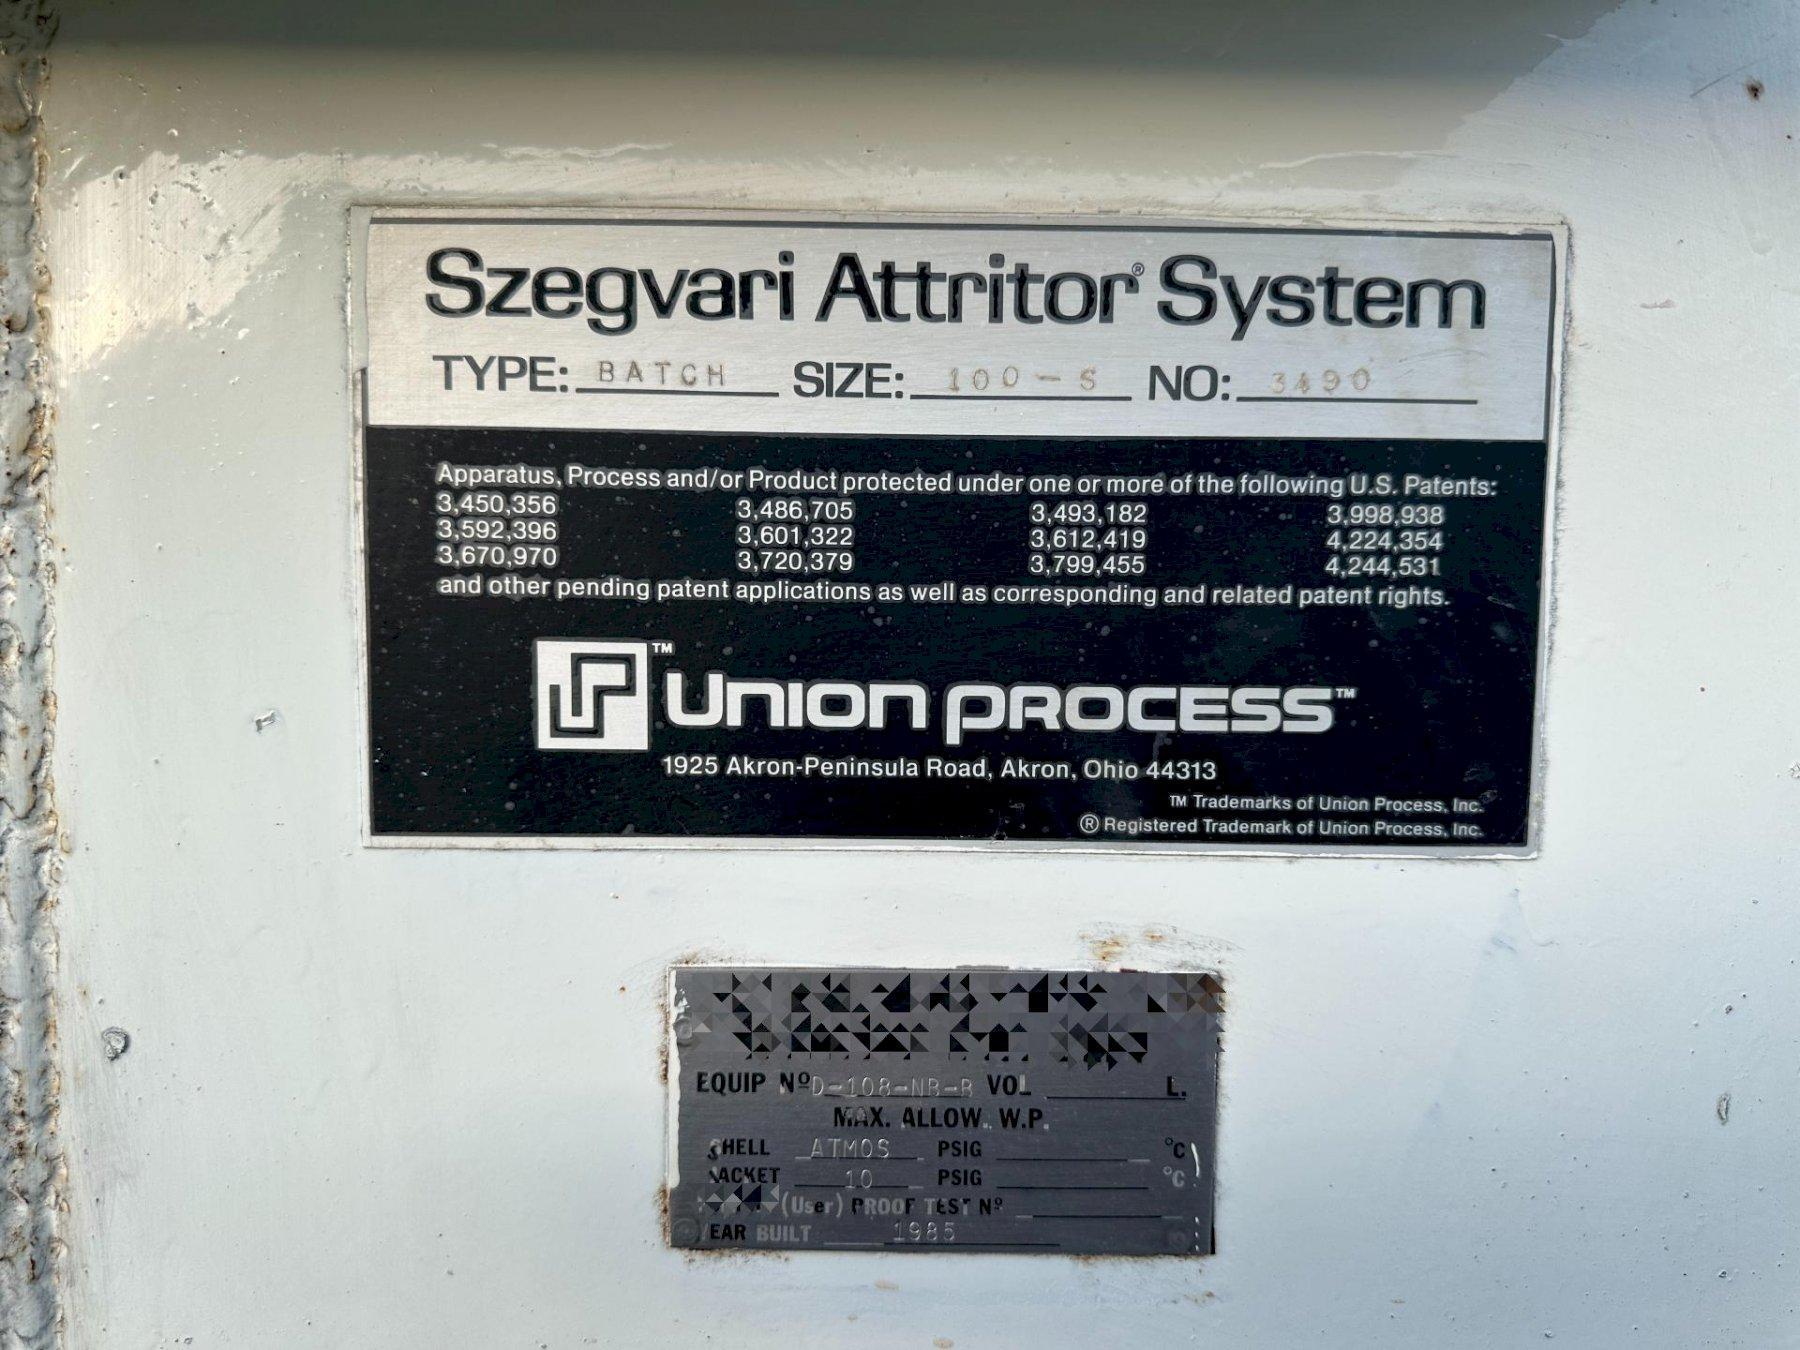 Szegvari Attritor® System
TYPE: BATCH SIZE: 100-S NO: 3490
Apparatus, Process and/or Product protected under one or more of the following U.S. Patents:
3,450,356 3,486,705 3,493,182 3,998,938
3,592,396 3,601,322 3,612,419 4,224,354
3,670,970 3,720,379 3,799,455 4,244,531
and other pending patent applications as well as corresponding and related patent rights.
™ UNION PROCESS™
1925 Akron-Peninsula Road, Akron, Ohio 44313
™ Trademarks of Union Process, Inc.
® Registered Trademark of Union Process, Inc.
EQUIP Nº D-108-NB-B VOL L.
MAX. ALLOW. W.P.
SHELL ATMOS PSIG °C
JACKET 10 PSIG °C
(User) PROOF TEST Nº
YEAR BUILT 1985